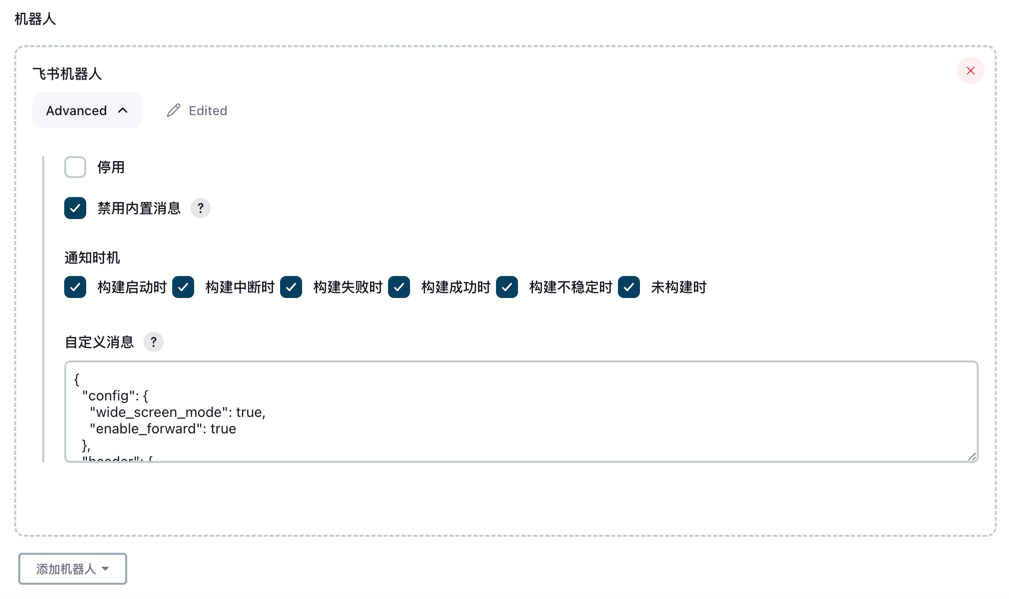 机器人
飞书机器人
Advanced
Edited
停用
禁用内置消息 ?
通知时机
构建启动时 构建中断时 构建失败时 构建成功时 构建不稳定时 未构建时
自定义消息 ?
{
"config": {
"wide_screen_mode": true,
"enable_forward": true
},
"header": {
添加机器人